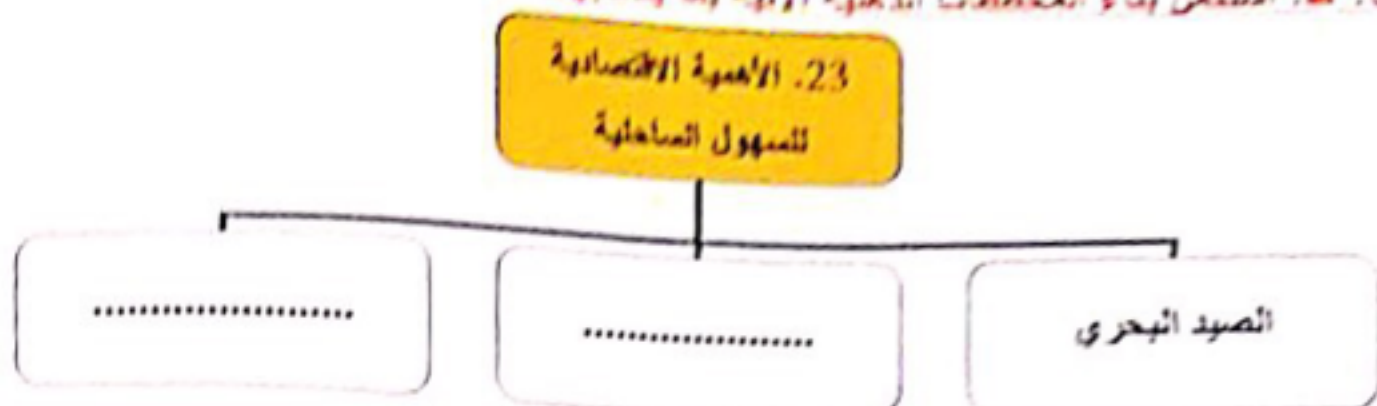 23. الأهمية الاقتصادية
للسهول الساحلية
الصيد البحري
.......................
.......................